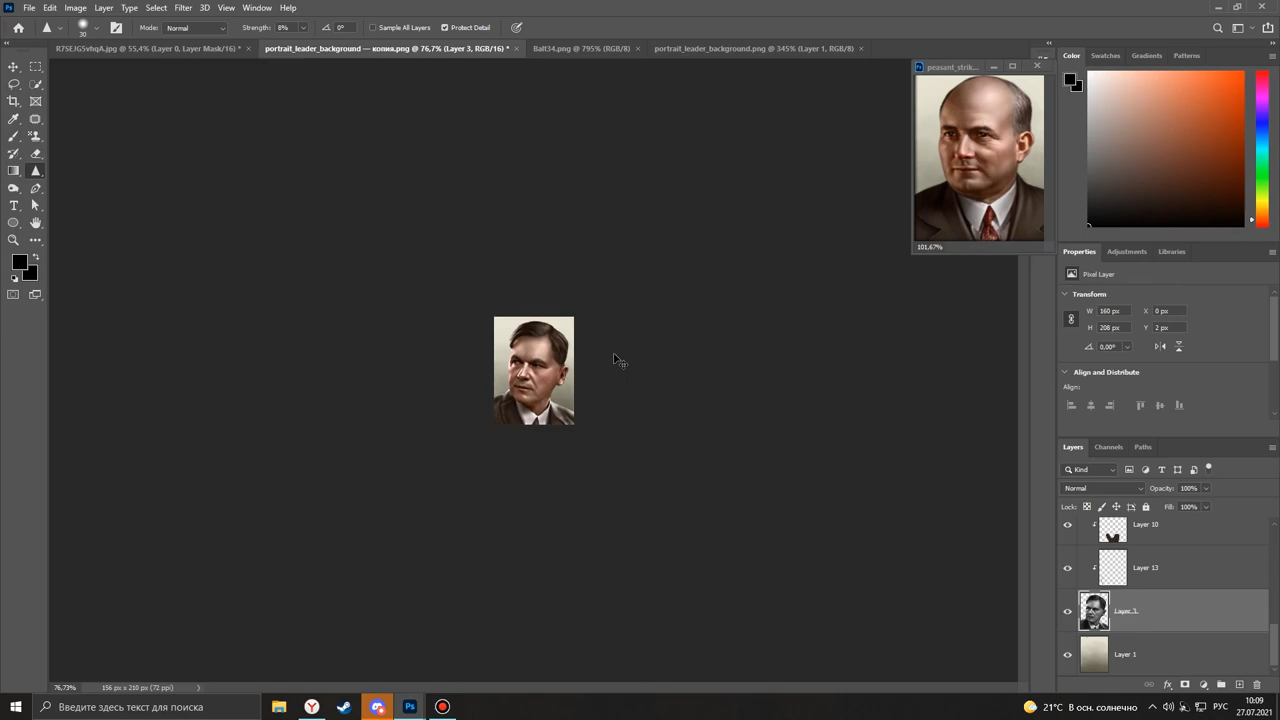 File Edit Image Layer Type Select Filter 3D View Window Help
Mode: Normal Strength: 8% 0° Sample All Layers Protect Detail
R7SEJG5vhqA.jpg @ 55,4% (Layer 0, Layer Mask/16) * × portrait_leader_background — копия.png @ 76,7% (Layer 3, RGB/16) * × Balt34.png @ 795% (RGB/8) × portrait_leader_background.png @ 345% (Layer 1, RGB/8) ×
30
peasant_strik...
101,67%
Color Swatches Gradients Patterns
Properties Adjustments Libraries
Pixel Layer
Transform
W 160 px X 0 px
H 208 px Y 2 px
0,00°
Align and Distribute
Align:
Layers Channels Paths
Kind
Normal Opacity: 100%
Lock: Fill: 100%
Layer 10
Layer 13
Layer 3
Layer 1
76,73% 156 px x 210 px (72 ppi)
Введите здесь текст для поиска
21°C В осн. солнечно РУС
10:09
27.07.2021